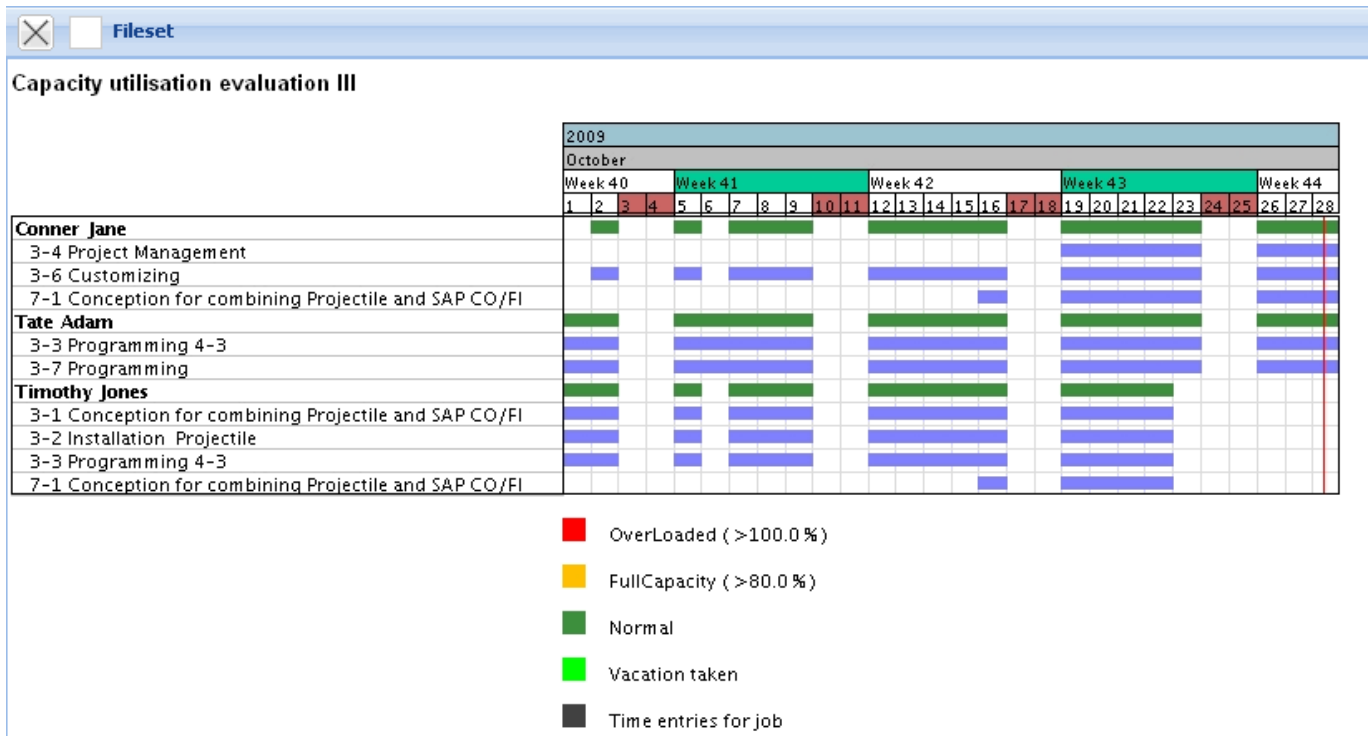 Fileset
Capacity utilisation evaluation III
2009
October
Week 40 Week 41 Week 42 Week 43 Week 44
1 2 3 4 5 6 7 8 9 10 11 12 13 14 15 16 17 18 19 20 21 22 23 24 25 26 27 28
Conner Jane
3-4 Project Management
3-6 Customizing
7-1 Conception for combining Projectile and SAP CO/FI
Tate Adam
3-3 Programming 4-3
3-7 Programming
Timothy Jones
3-1 Conception for combining Projectile and SAP CO/FI
3-2 Installation Projectile
3-3 Programming 4-3
7-1 Conception for combining Projectile and SAP CO/FI
OverLoaded (>100.0%)
FullCapacity (>80.0%)
Normal
Vacation taken
Time entries for job